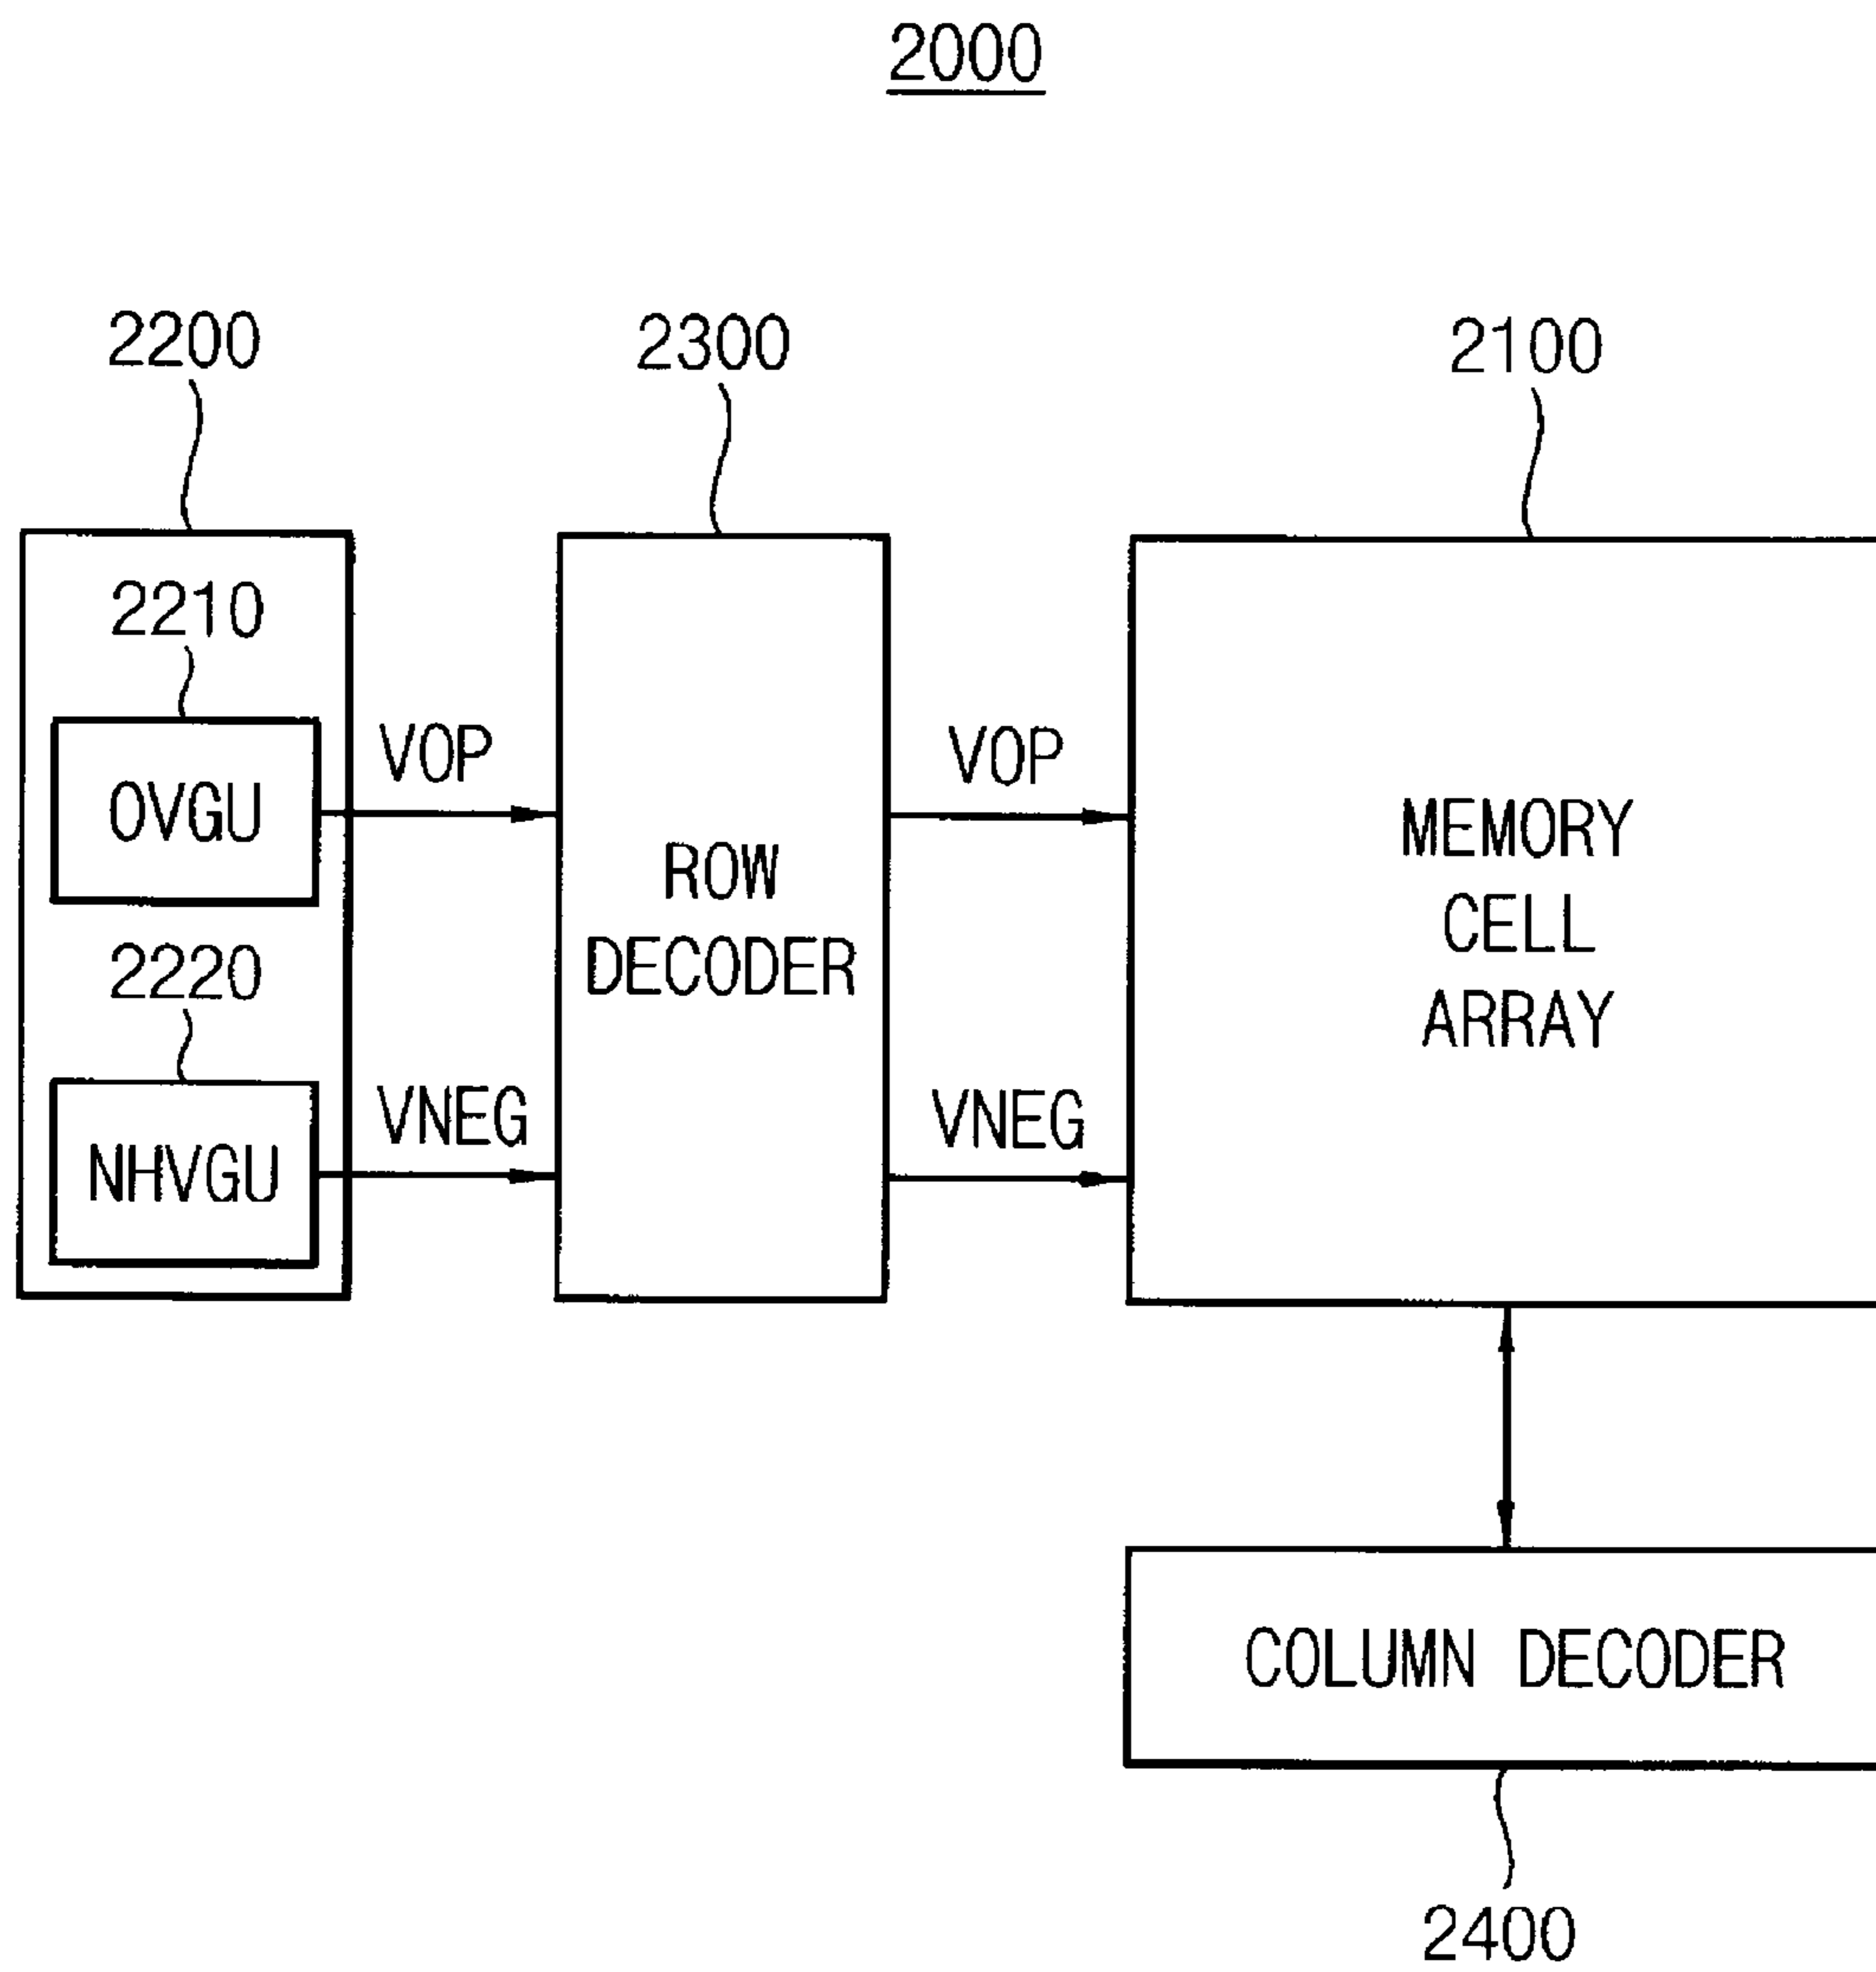 2000
2200
2300
2100
2210
OVGU
VOP
VOP
2220
NHVGU
VNEG
VNEG
ROW
DECODER
MEMORY
CELL
ARRAY
COLUMN DECODER
2400